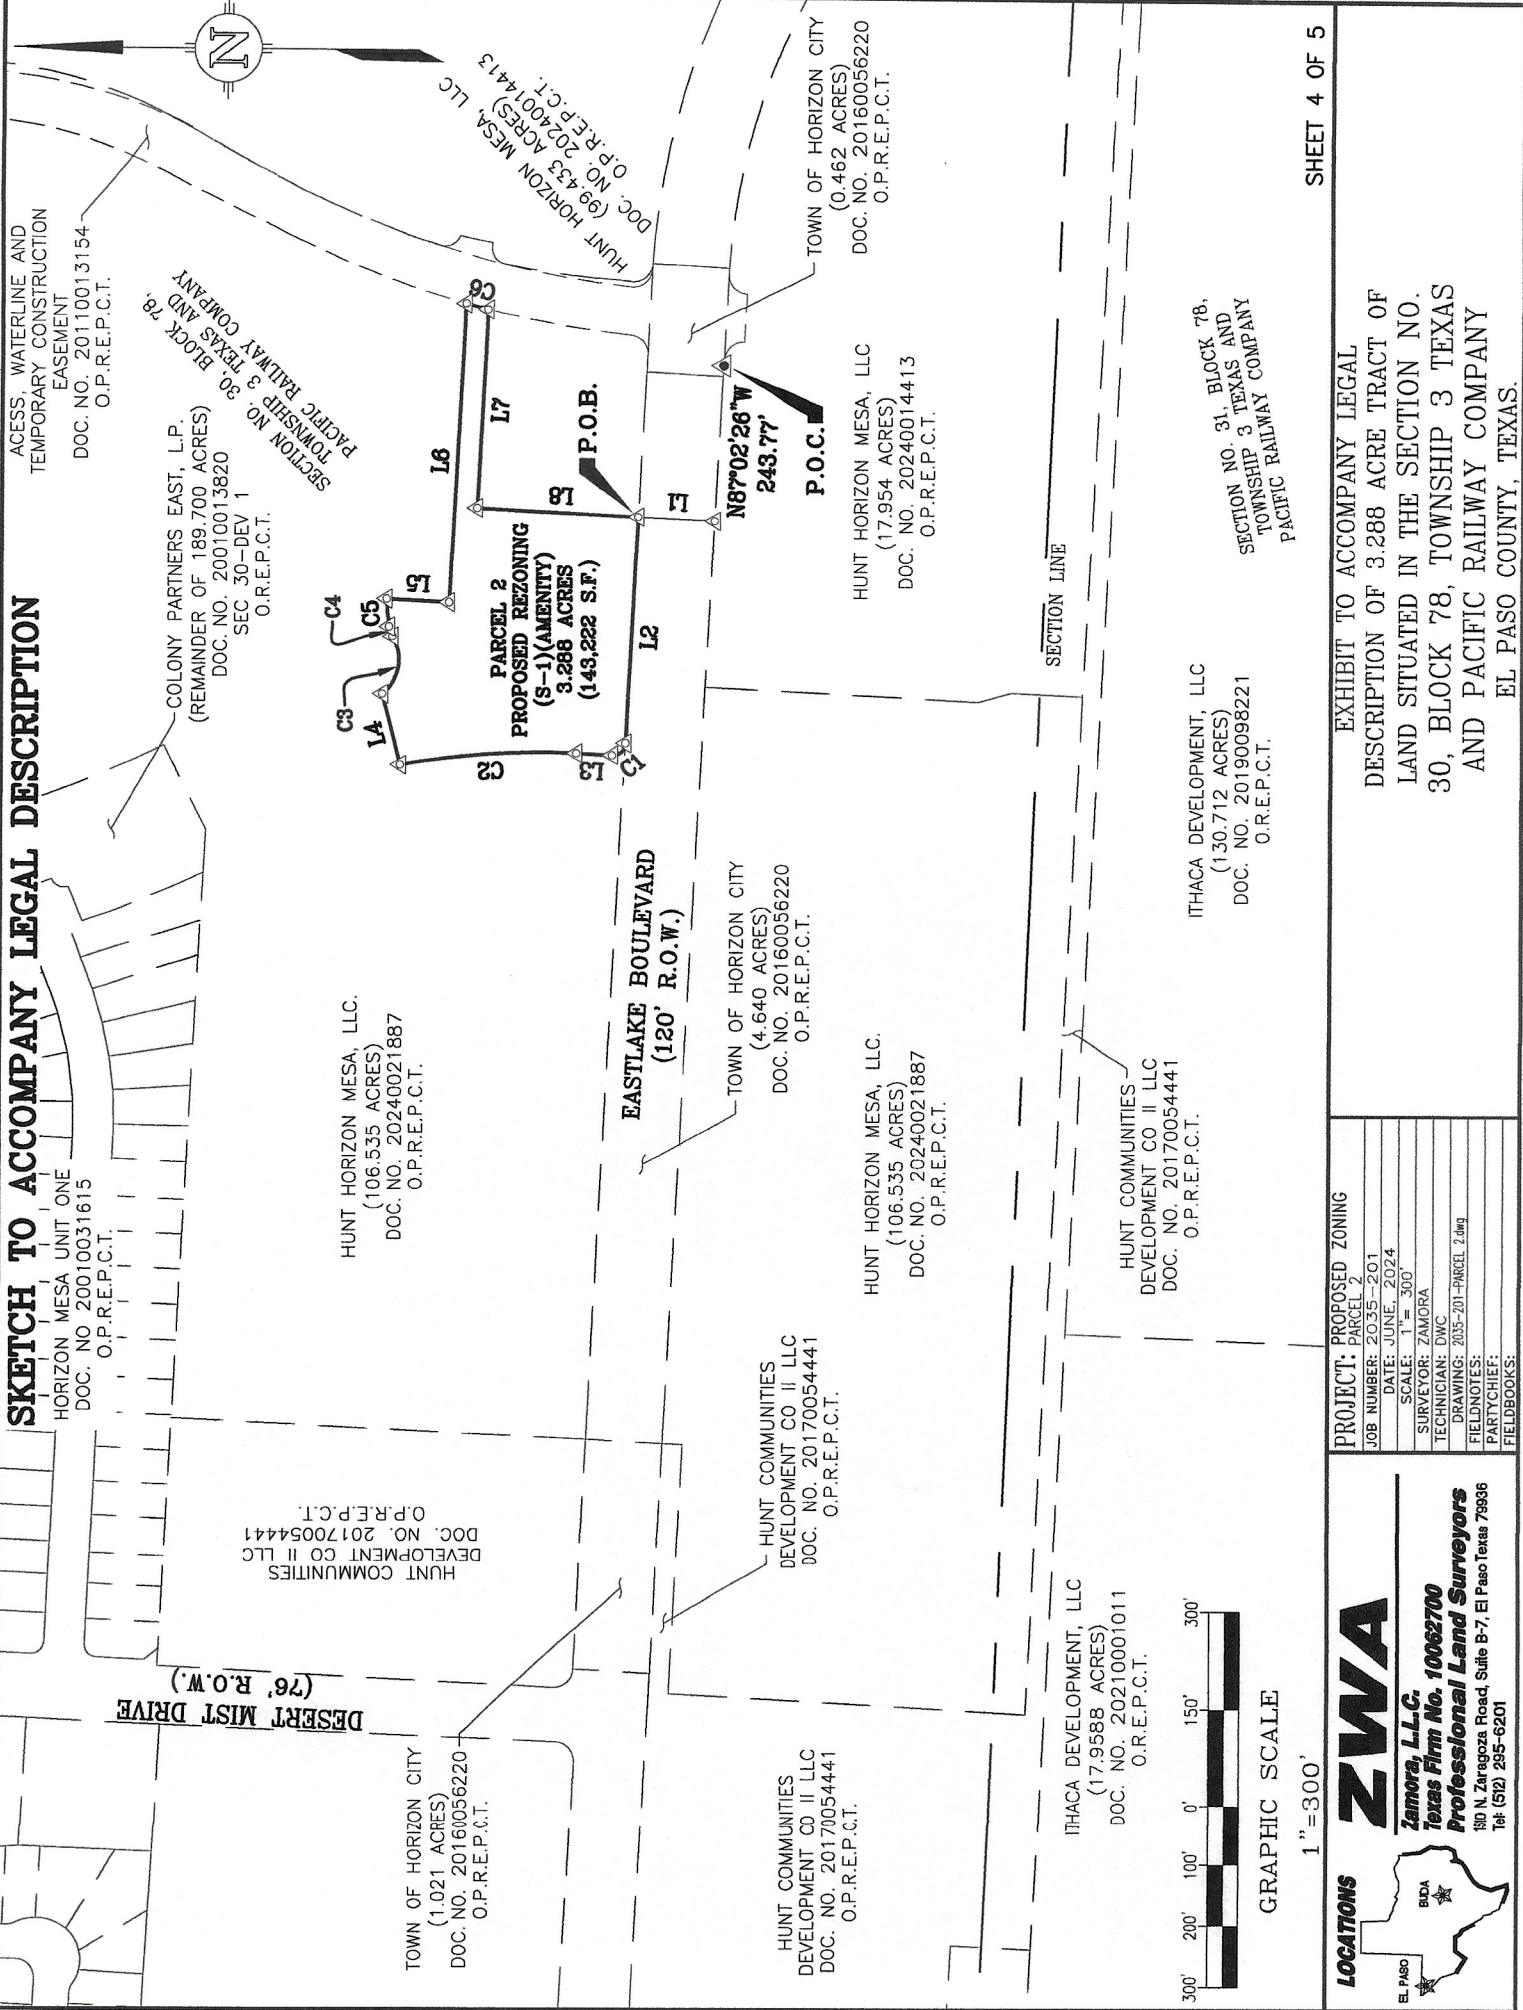 SKETCH TO ACCOMPANY LEGAL DESCRIPTION
HORIZON MESA UNIT ONE
DOC. NO 20010031615
O.P.R.E.P.C.T.
COLONY PARTNERS EAST, L.P.
(REMAINDER OF 189.700 ACRES)
DOC. NO. 20010013820
SEC 30-DEV 1
O.R.E.P.C.T.
ACESS, WATERLINE AND
TEMPORARY CONSTRUCTION
EASEMENT
DOC. NO. 20110013154
O.P.R.E.P.C.T.
N
SECTION NO. 30, BLOCK 78,
TOWNSHIP 3 TEXAS AND
PACIFIC RAILWAY COMPANY
HUNT HORIZON MESA, LLC
(99.433 ACRES)
DOC. NO. 20240014413
O.P.R.E.P.C.T.
DESERT MIST DRIVE
(76' R.O.W.)
HUNT COMMUNITIES
DEVELOPMENT CO II LLC
DOC. NO. 20170054441
O.P.R.E.P.C.T.
HUNT HORIZON MESA, LLC.
(106.535 ACRES)
DOC. NO. 20240021887
O.P.R.E.P.C.T.
C3
C4
L4
C5
C2
L5
L3
C1
L6
C6
L7
L8
L2
L1
PARCEL 2
PROPOSED REZONING
(S-1)(AMENITY)
3.288 ACRES
(143,222 S.F.)
P.O.B.
N87°02'26"W
243.77'
P.O.C.
TOWN OF HORIZON CITY
(1.021 ACRES)
DOC. NO. 20160056220
O.P.R.E.P.C.T.
EASTLAKE BOULEVARD
(120' R.O.W.)
TOWN OF HORIZON CITY
(4.640 ACRES)
DOC. NO. 20160056220
O.P.R.E.P.C.T.
TOWN OF HORIZON CITY
(0.462 ACRES)
DOC. NO. 20160056220
O.P.R.E.P.C.T.
HUNT COMMUNITIES
DEVELOPMENT CO II LLC
DOC. NO. 20170054441
O.P.R.E.P.C.T.
HUNT COMMUNITIES
DEVELOPMENT CO II LLC
DOC. NO. 20170054441
O.P.R.E.P.C.T.
HUNT HORIZON MESA, LLC.
(106.535 ACRES)
DOC. NO. 20240021887
O.P.R.E.P.C.T.
HUNT HORIZON MESA, LLC
(17.954 ACRES)
DOC. NO. 20240014413
O.P.R.E.P.C.T.
SECTION LINE
ITHACA DEVELOPMENT, LLC
(17.9588 ACRES)
DOC. NO. 20210001011
O.R.E.P.C.T.
HUNT COMMUNITIES
DEVELOPMENT CO II LLC
DOC. NO. 20170054441
O.P.R.E.P.C.T.
ITHACA DEVELOPMENT, LLC
(130.712 ACRES)
DOC. NO. 20190098221
O.R.E.P.C.T.
SECTION NO. 31, BLOCK 78,
TOWNSHIP 3 TEXAS AND
PACIFIC RAILWAY COMPANY
300' 200' 100' 0' 150' 300'
GRAPHIC SCALE
1"=300'
SHEET 4 OF 5
LOCATIONS
EL PASO
BUDA
ZWA
Zamora, L.L.C.
Texas Firm No. 10062700
Professional Land Surveyors
1810 N. Zaragoza Road, Suite B-7, El Paso Texas 79936
Tel: (512) 295-6201
PROJECT: PROPOSED ZONING
PARCEL 2
JOB NUMBER: 2035-201
DATE: JUNE, 2024
SCALE: 1"= 300'
SURVEYOR: ZAMORA
TECHNICIAN: DWC
DRAWING: 2035-201-PARCEL 2.dwg
FIELDNOTES:
PARTYCHIEF:
FIELDBOOKS:
EXHIBIT TO ACCOMPANY LEGAL
DESCRIPTION OF 3.288 ACRE TRACT OF
LAND SITUATED IN THE SECTION NO.
30, BLOCK 78, TOWNSHIP 3 TEXAS
AND PACIFIC RAILWAY COMPANY
EL PASO COUNTY, TEXAS.